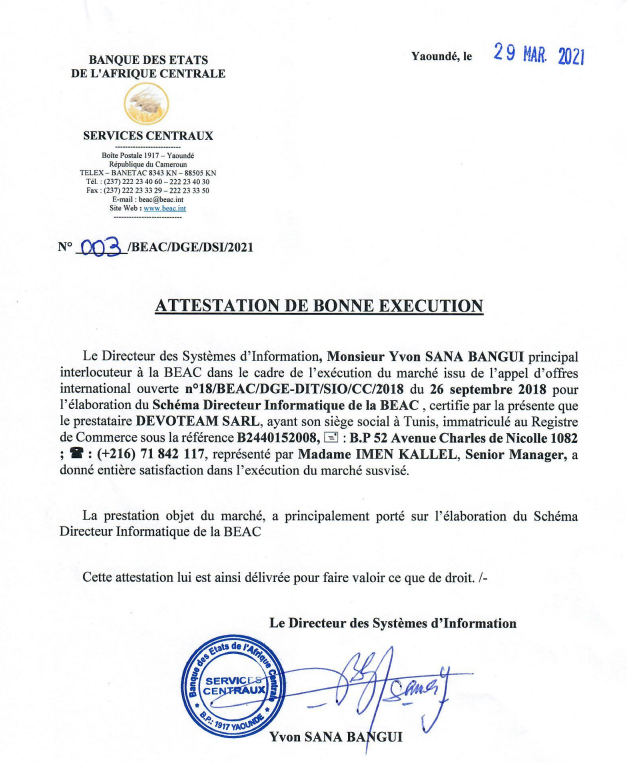 BANQUE DES ETATS
DE L'AFRIQUE CENTRALE
Yaoundé, le 29 MAR. 2021
SERVICES CENTRAUX
---------------------------
Boîte Postale 1917 – Yaoundé
République du Cameroun
TELEX – BANETAC 8343 KN – 88505 KN
Tél. : (237) 222 23 40 60 – 222 23 40 30
Fax : (237) 222 23 33 29 – 222 23 33 50
E-mail : beac@beac.int
Site Web : www.beac.int
---------------------------
N° 003 /BEAC/DGE/DSI/2021
ATTESTATION DE BONNE EXECUTION
Le Directeur des Systèmes d'Information, Monsieur Yvon SANA BANGUI principal
interlocuteur à la BEAC dans le cadre de l'exécution du marché issu de l'appel d'offres
international ouverte n°18/BEAC/DGE-DIT/SIO/CC/2018 du 26 septembre 2018 pour
l'élaboration du Schéma Directeur Informatique de la BEAC , certifie par la présente que
le prestataire DEVOTEAM SARL, ayant son siège social à Tunis, immatriculé au Registre
de Commerce sous la référence B2440152008, 🖃 : B.P 52 Avenue Charles de Nicolle 1082
; ☎ : (+216) 71 842 117, représenté par Madame IMEN KALLEL, Senior Manager, a
donné entière satisfaction dans l'exécution du marché susvisé.
La prestation objet du marché, a principalement porté sur l'élaboration du Schéma
Directeur Informatique de la BEAC
Cette attestation lui est ainsi délivrée pour faire valoir ce que de droit. /-
Le Directeur des Systèmes d'Information
Banque des Etats de l'Afrique Centrale
SERVICES
CENTRAUX
* B.P.: 1917 YAOUNDE *
Yvon SANA BANGUI